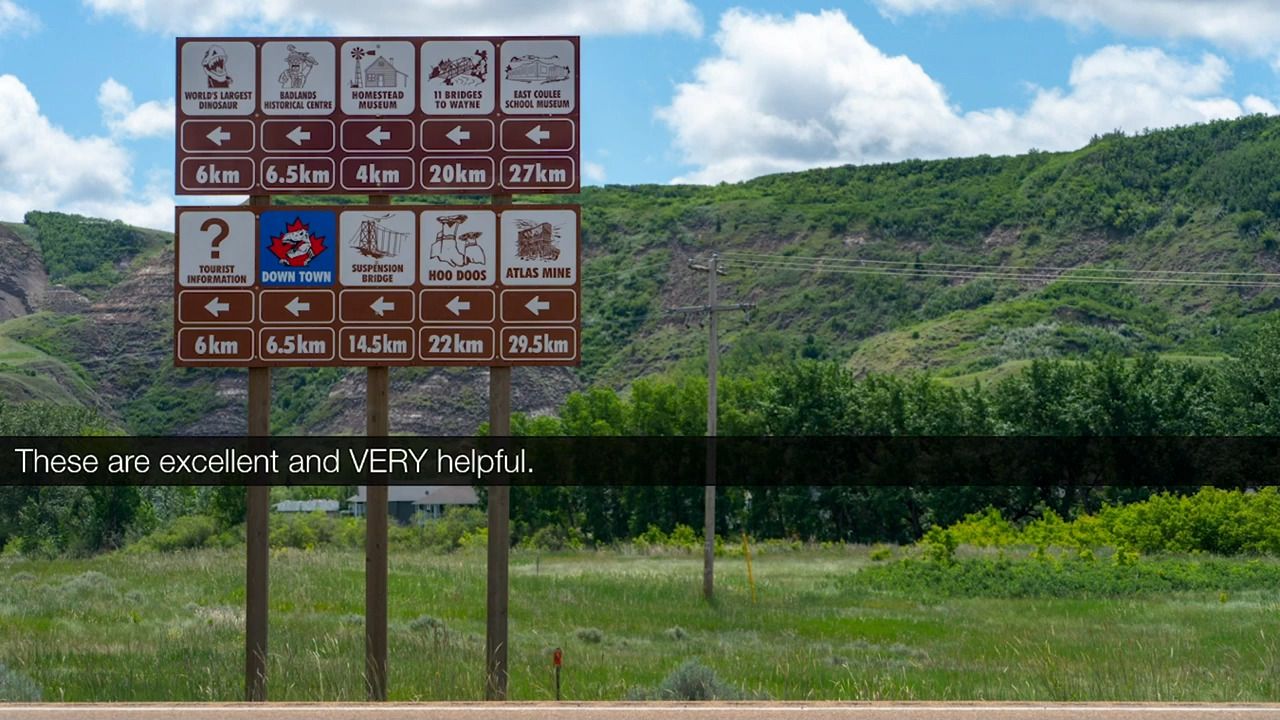 WORLD'S LARGEST
DINOSAUR
BADLANDS
HISTORICAL CENTRE
HOMESTEAD
MUSEUM
11 BRIDGES
TO WAYNE
EAST COULEE
SCHOOL MUSEUM
6km
6.5km
4km
20km
27km
?
TOURIST
INFORMATION
DOWN TOWN
SUSPENSION
BRIDGE
HOO DOOS
ATLAS MINE
6km
6.5km
14.5km
22km
29.5km
These are excellent and VERY helpful.